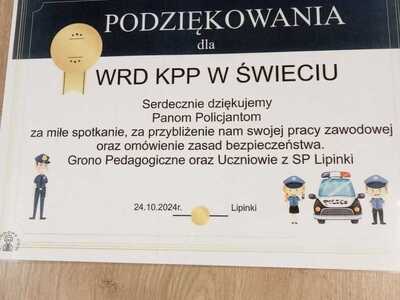 PODZIĘKOWANIA
dla
WRD KPP W ŚWIECIU
Serdecznie dziękujemy
Panom Policjantom
za miłe spotkanie, za przybliżenie nam swojej pracy zawodowej
oraz omówienie zasad bezpieczeństwa.
Grono Pedagogiczne oraz Uczniowie z SP Lipinki
24.10.2024r. Lipinki
POLICE